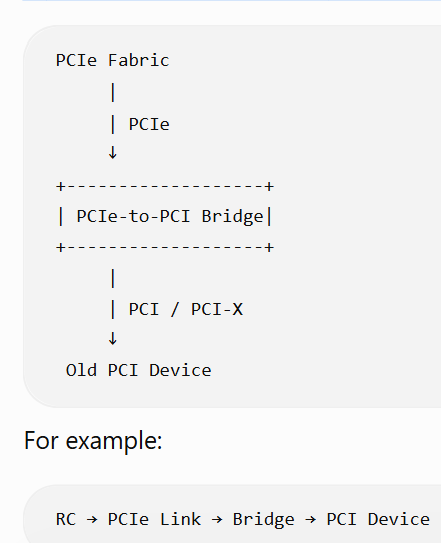 PCIe Fabric
|
| PCIe
↓
+-------------------+
| PCIe-to-PCI Bridge|
+-------------------+
|
| PCI / PCI-X
↓
Old PCI Device
For example:
RC → PCIe Link → Bridge → PCI Device